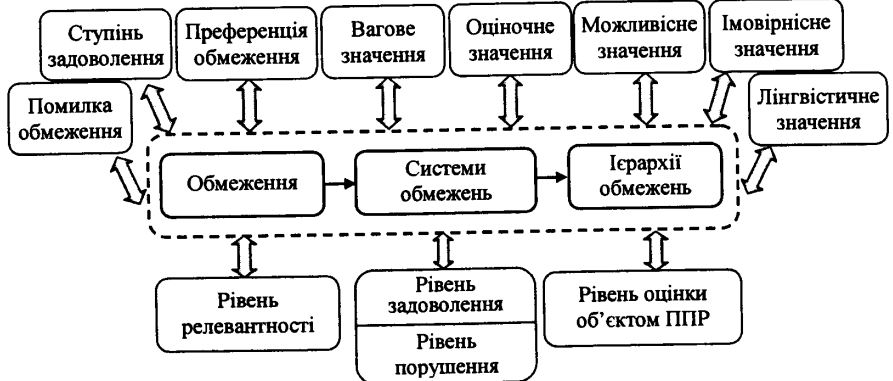 Ступінь
задоволення
Преференція
обмеження
Вагове
значення
Оціночне
значення
Можливісне
значення
Імовірнісне
значення
Помилка
обмеження
Лінгвістичне
значення
Обмеження
Системи
обмежень
Ієрархії
обмежень
Рівень
релевантності
Рівень
задоволення
Рівень
порушення
Рівень оцінки
об’єктом ППР